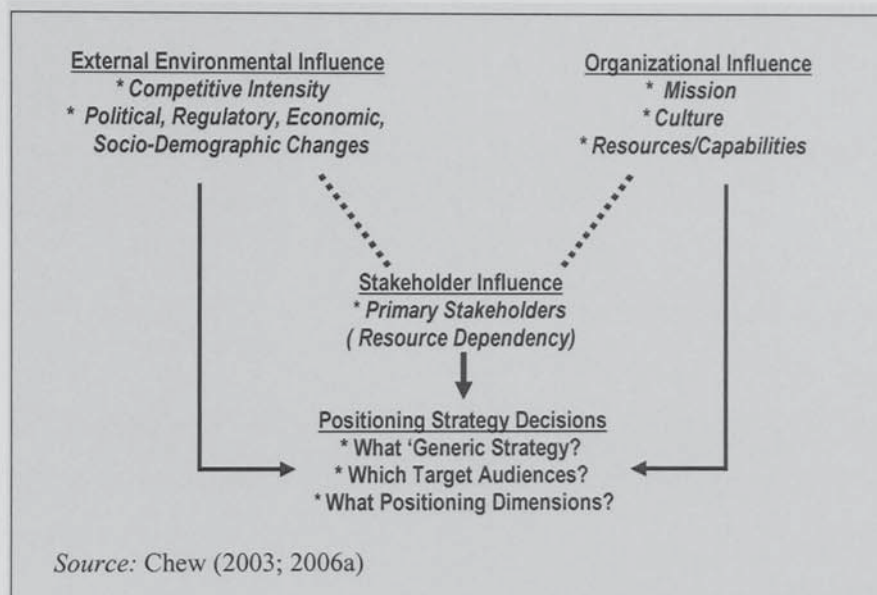 External Environmental Influence
* Competitive Intensity
* Political, Regulatory, Economic,
Socio-Demographic Changes
Organizational Influence
* Mission
* Culture
* Resources/Capabilities
Stakeholder Influence
* Primary Stakeholders
( Resource Dependency)
Positioning Strategy Decisions
* What ‘Generic Strategy?
* Which Target Audiences?
* What Positioning Dimensions?
Source: Chew (2003; 2006a)